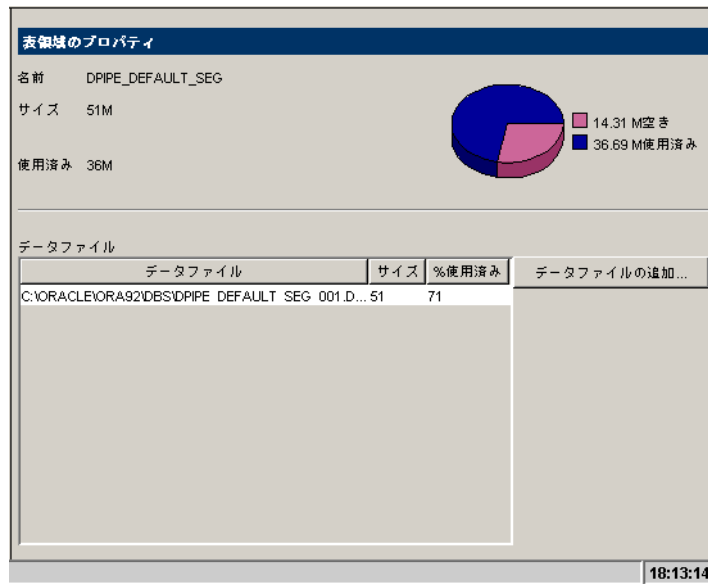 表領域のプロパティ
名前 DPIPE_DEFAULT_SEG
サイズ 51M
14.31 M空き
36.69 M使用済み
使用済み 36M
データファイル
データファイル サイズ %使用済み データファイルの追加...
C:\ORACLE\ORA92\DBS\DPIPE_DEFAULT_SEG_001.D... 51 71
18:13:14